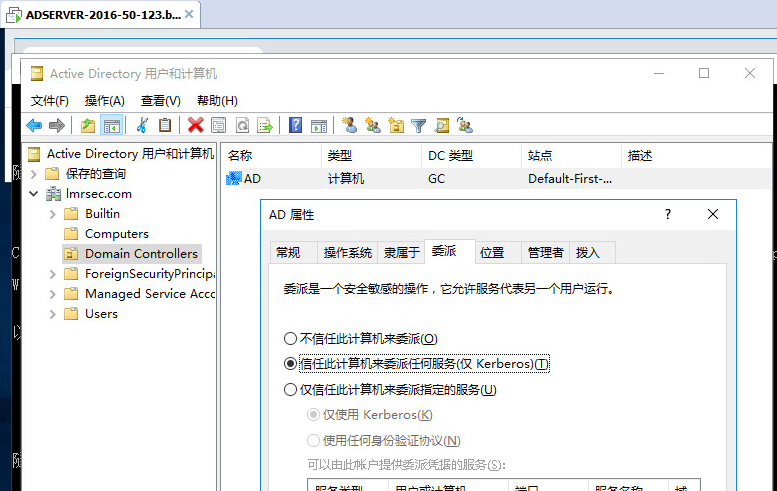 ADSERVER-2016-50-123.b...
Active Directory 用户和计算机
文件(F) 操作(A) 查看(V) 帮助(H)
Active Directory 用户和计算机
保存的查询
lmrsec.com
Builtin
Computers
Domain Controllers
ForeignSecurityPrincipa
Managed Service Acco
Users
名称 类型 DC 类型 站点 描述
AD 计算机 GC Default-First-...
AD 属性
常规 操作系统 隶属于 委派 位置 管理者 拨入
委派是一个安全敏感的操作，它允许服务代表另一个用户运行。
不信任此计算机来委派(O)
信任此计算机来委派任何服务(仅 Kerberos)(T)
仅信任此计算机来委派指定的服务(U)
仅使用 Kerberos(K)
使用任何身份验证协议(N)
可以由此帐户提供委派凭据的服务(S):
服务类型 用户或计算机 端口 服务名称 域